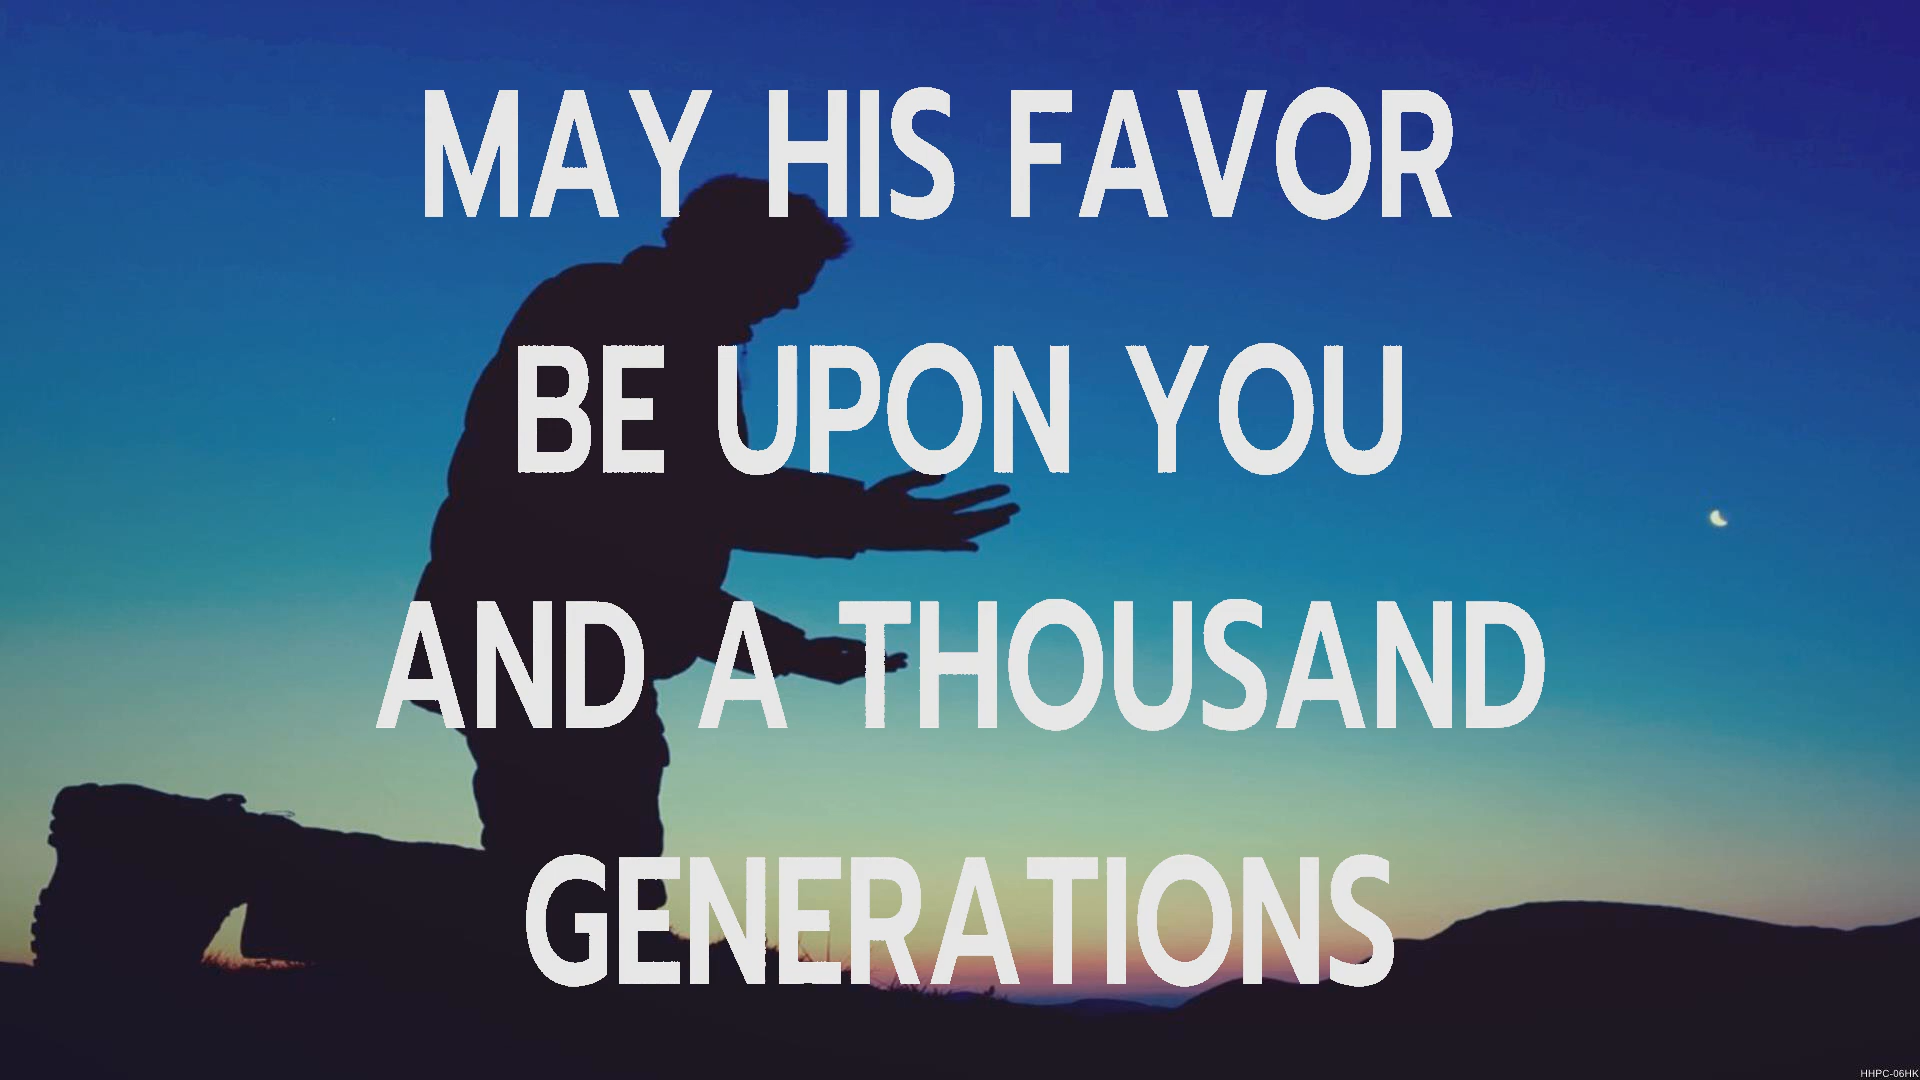 MAY HIS FAVOR
BE UPON YOU
AND A THOUSAND
GENERATIONS
HHPC-06HK